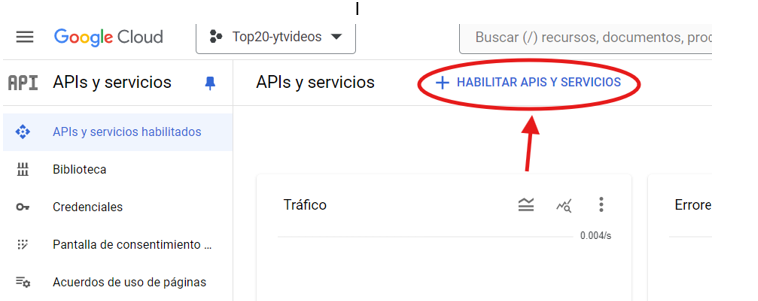 Google Cloud
Top20-ytvideos
Buscar (/) recursos, documentos, proc
API
APIs y servicios
APIs y servicios
HABILITAR APIS Y SERVICIOS
APIs y servicios habilitados
Biblioteca
Credenciales
Pantalla de consentimiento ...
Acuerdos de uso de páginas
Tráfico
0.004/s
Errore